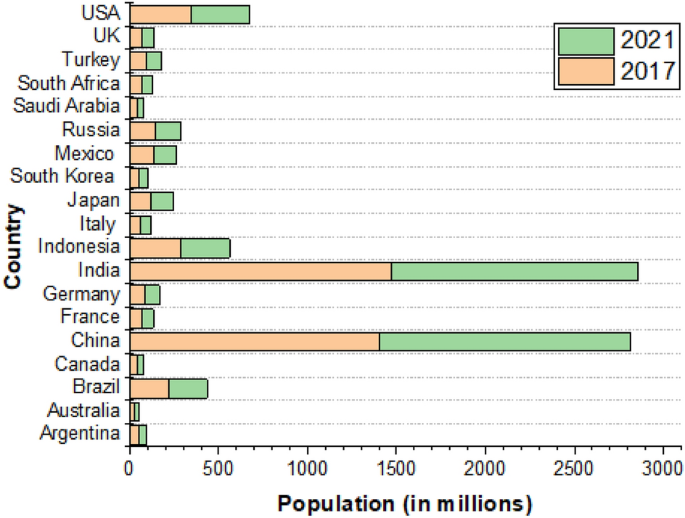 USA
UK
Turkey
South Africa
Saudi Arabia
Russia
Mexico
South Korea
Japan
Italy
Indonesia
India
Germany
France
China
Canada
Brazil
Australia
Argentina
Country
2021
2017
0 500 1000 1500 2000 2500 3000
Population (in millions)